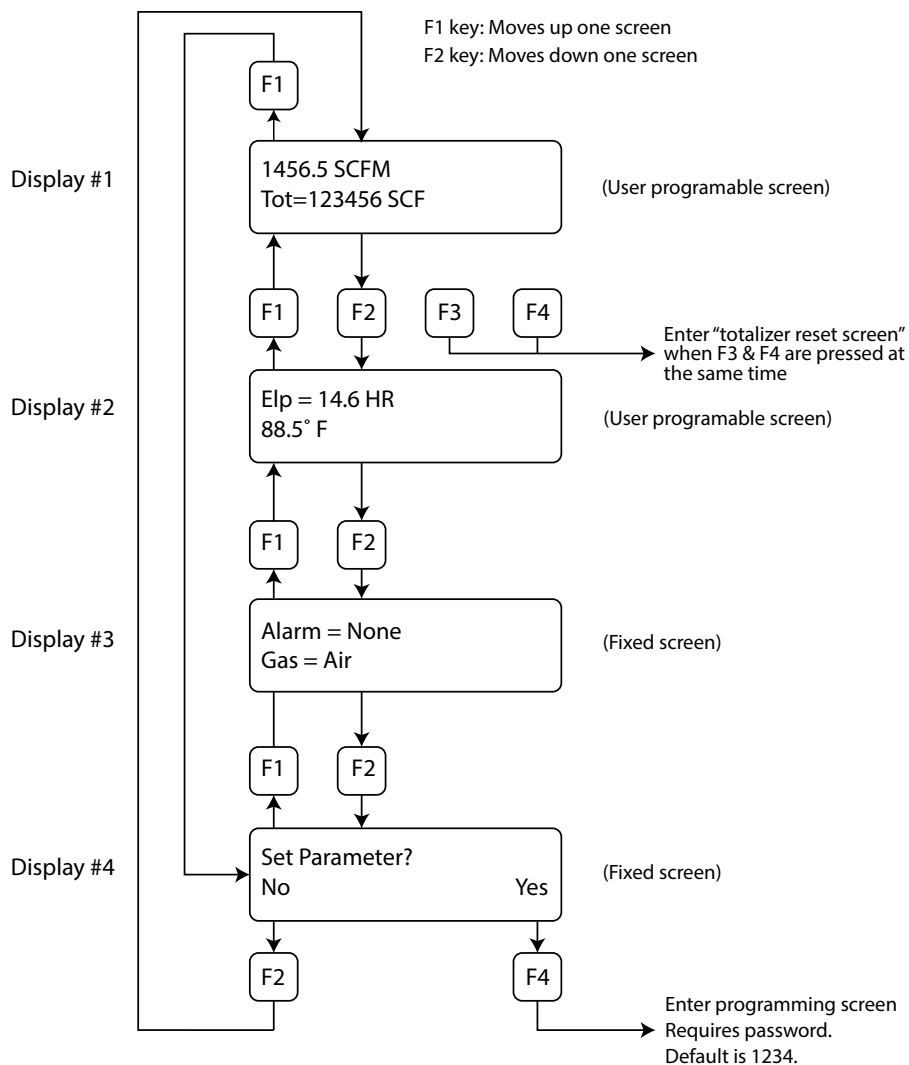 F1 key: Moves up one screen
F2 key: Moves down one screen
F1
Display #1
1456.5 SCFM
Tot=123456 SCF
(User programable screen)
F1
F2
F3
F4
Enter “totalizer reset screen”
when F3 & F4 are pressed at
the same time
Display #2
Elp = 14.6 HR
88.5° F
(User programable screen)
F1
F2
Display #3
Alarm = None
Gas = Air
(Fixed screen)
F1
F2
Display #4
Set Parameter?
No Yes
(Fixed screen)
F2
F4
Enter programming screen
Requires password.
Default is 1234.